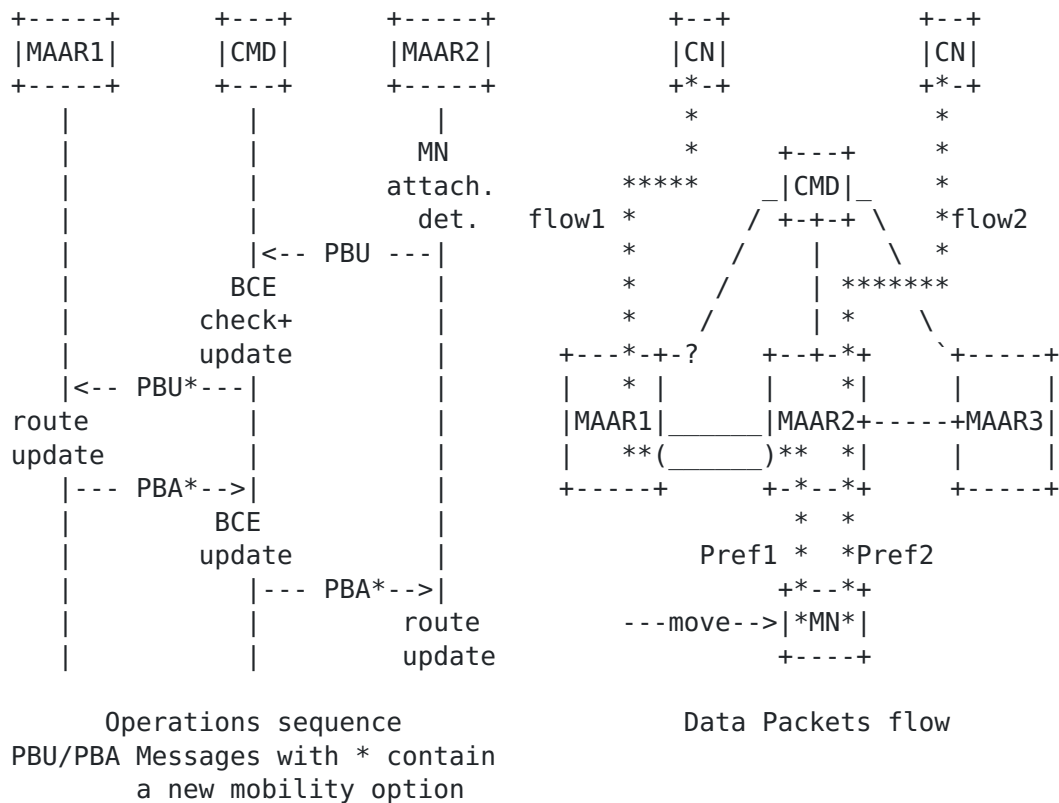 +-----+      +---+      +-----+           +--+            +--+
|MAAR1|      |CMD|      |MAAR2|           |CN|            |CN|
+-----+      +---+      +-----+           +*-+            +*-+
   |           |           |               *               *
   |           |          MN               *     +---+     *
   |           |        attach.        *****    _|CMD|_    *
   |           |          det.   flow1 *       / +-+-+ \   *flow2
   |           |<-- PBU ---|           *      /    |    \  *
   |          BCE          |           *     /     | *******
   |        check+         |           *    /      | *    \
   |        update         |       +---*-+-?    +--+-*+    `+-----+
   |<-- PBU*---|           |       |   * |      |    *|     |     |
route          |           |       |MAAR1|______|MAAR2+-----+MAAR3|
update         |           |       |   **(______)**  *|     |     |
   |--- PBA*-->|           |       +-----+      +-*--*+     +-----+
   |         BCE           |                      *  *
   |        update         |                Pref1 *  *Pref2
   |           |--- PBA*-->|                     +*--*+
   |           |         route         ---move-->|*MN*|
   |           |         update                  +----+
Operations sequence                  Data Packets flow
PBU/PBA Messages with * contain
a new mobility option